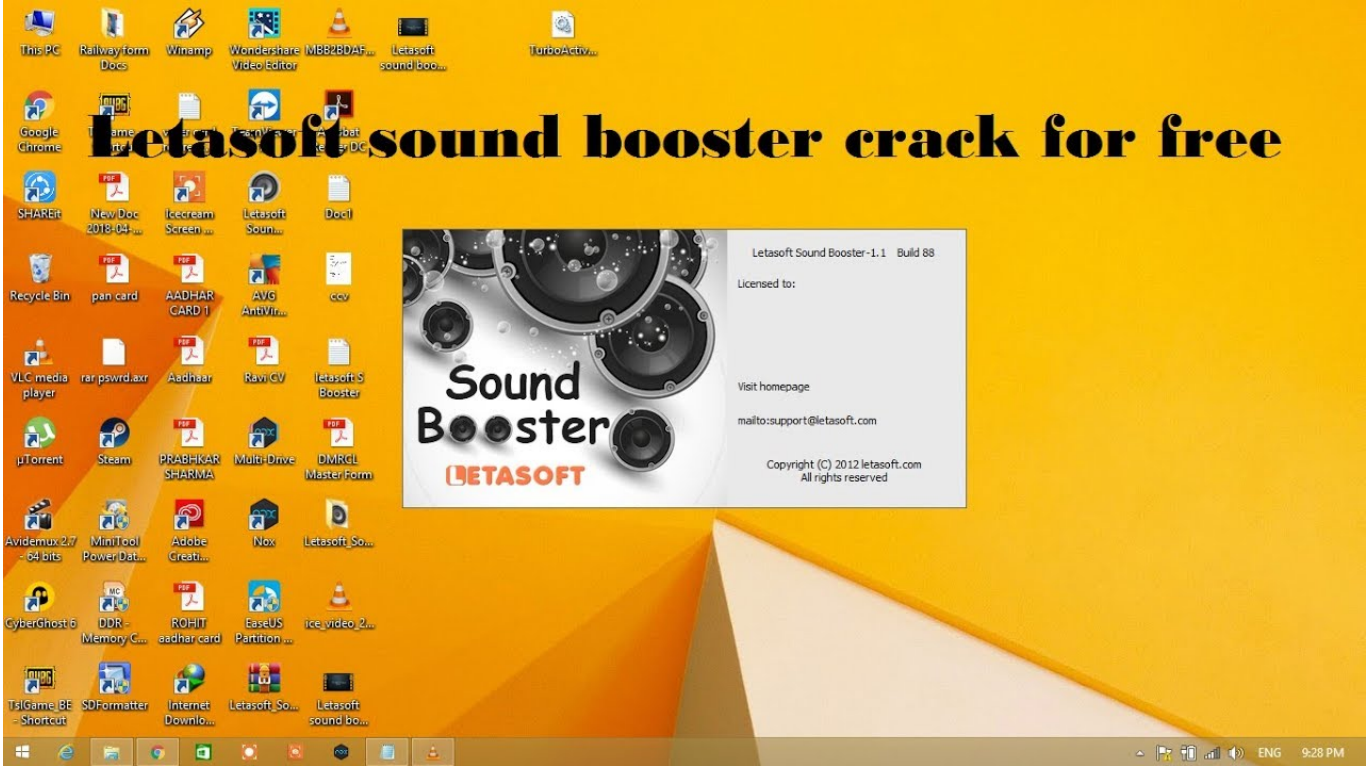 This PC
Railway form Docs
Winamp
Wondershare Video Editor
MBB2BDAF...
Letasoft sound boo...
TurboActiv...
Google Chrome
Letasoft sound booster crack for free
SHAREit
New Doc 2018-04-...
Icecream Screen ...
Letasoft Soun...
Doc1
Recycle Bin
pan card
AADHAR CARD 1
AVG AntiVir...
ccv
Letasoft Sound Booster-1.1 Build 88
Licensed to:
VLC media player
rar pswrd.axr
Aadhaar
Ravi CV
letasoft S Booster
Sound Booster
LETASOFT
Visit homepage
mailto:support@letasoft.com
Copyright (C) 2012 letasoft.com
All rights reserved
µTorrent
Steam
PRABHKAR SHARMA
Multi-Drive
DMRCL Master Form
Avidemux 2.7 - 64 bits
MiniTool Power Dat...
Adobe Creati...
Nox
Letasoft_So...
CyberGhost 6
DDR - Memory C...
ROHIT aadhar card
EaseUS Partition ...
ice_video_2...
TslGame_BE - Shortcut
SDFormatter
Internet Downlo...
Letasoft_So...
Letasoft sound bo...
ENG
9:28 PM